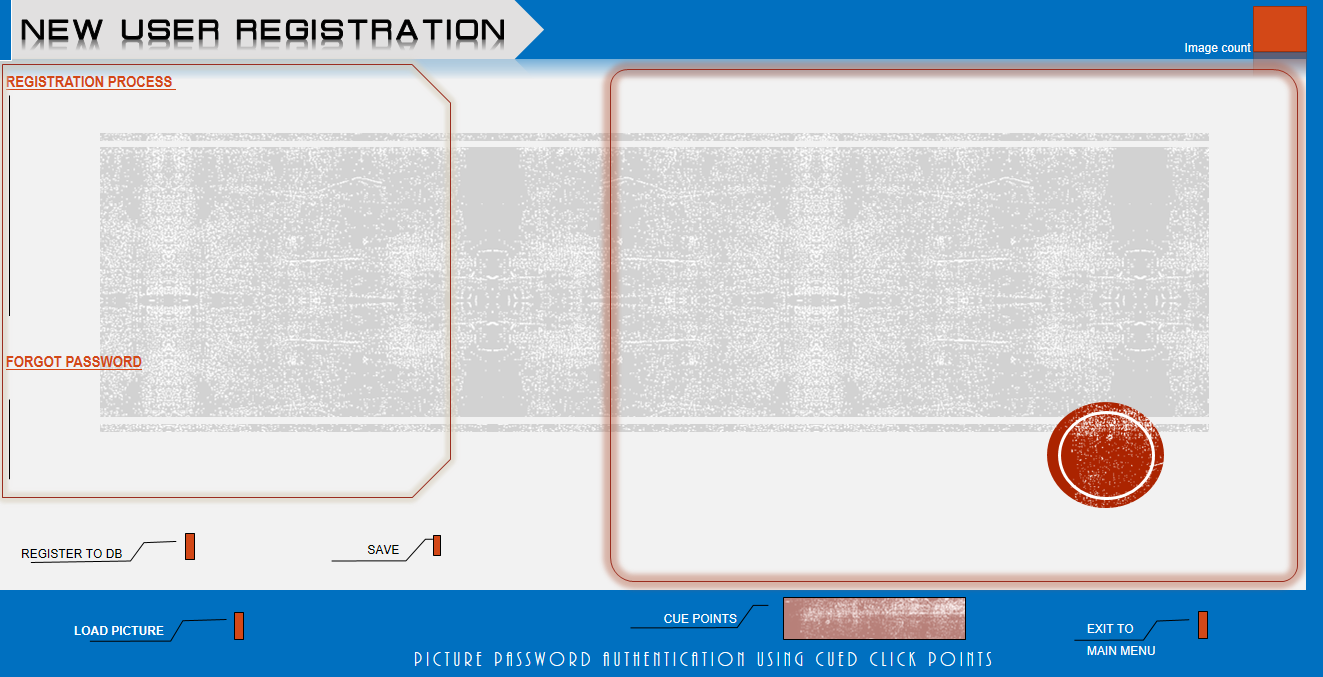 NEW USER REGISTRATION
Image count
REGISTRATION PROCESS
FORGOT PASSWORD
REGISTER TO DB
SAVE
LOAD PICTURE
CUE POINTS
EXIT TO
MAIN MENU
PICTURE PASSWORD AUTHENTICATION USING CUED CLICK POINTS